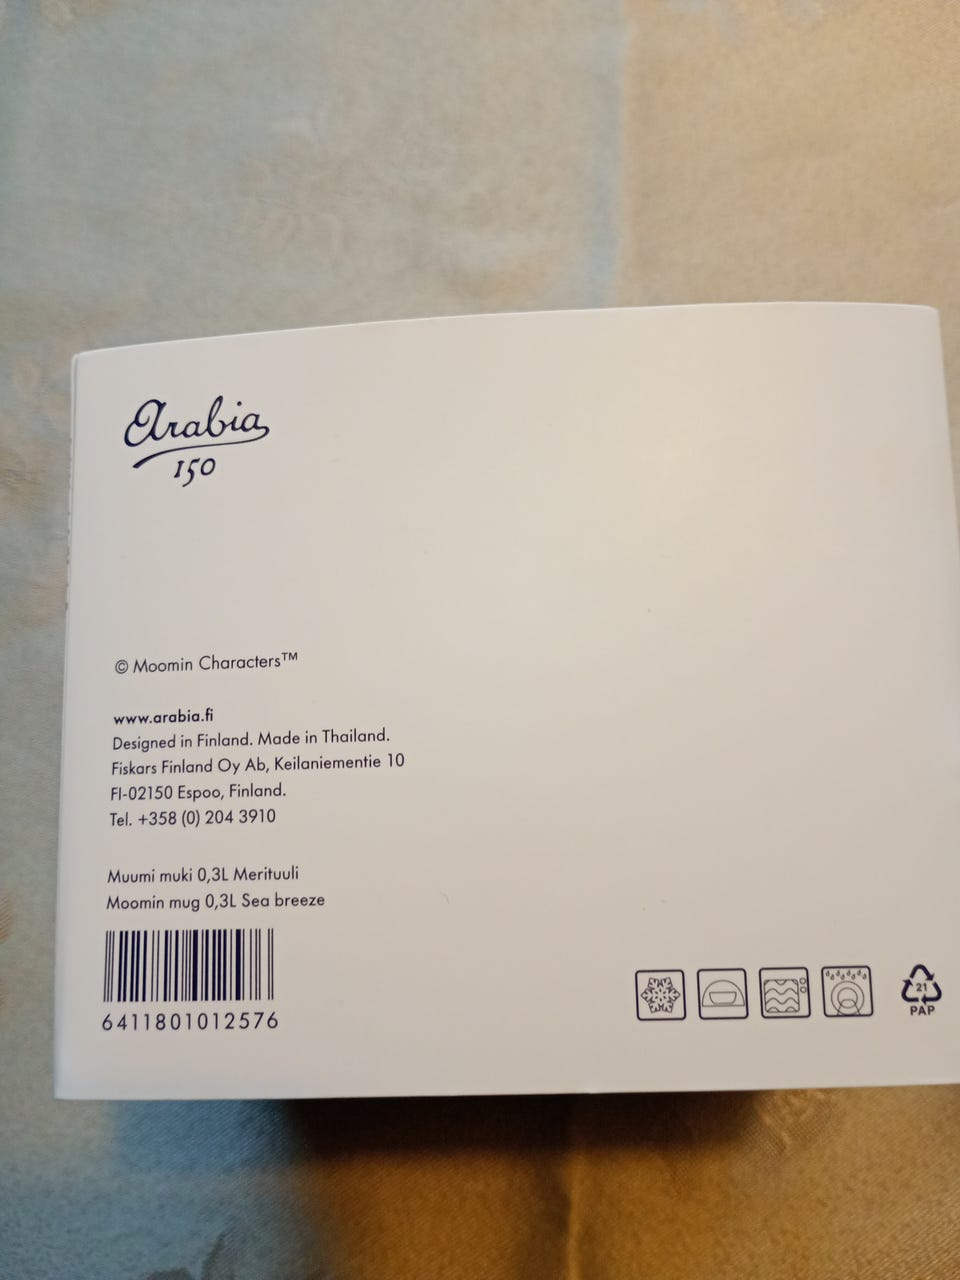 Arabia
150
© Moomin Characters™
www.arabia.fi
Designed in Finland. Made in Thailand.
Fiskars Finland Oy Ab, Keilaniementie 10
FI-02150 Espoo, Finland.
Tel. +358 (0) 204 3910
Muumi muki 0,3L Merituuli
Moomin mug 0,3L Sea breeze
6411801012576
21
PAP